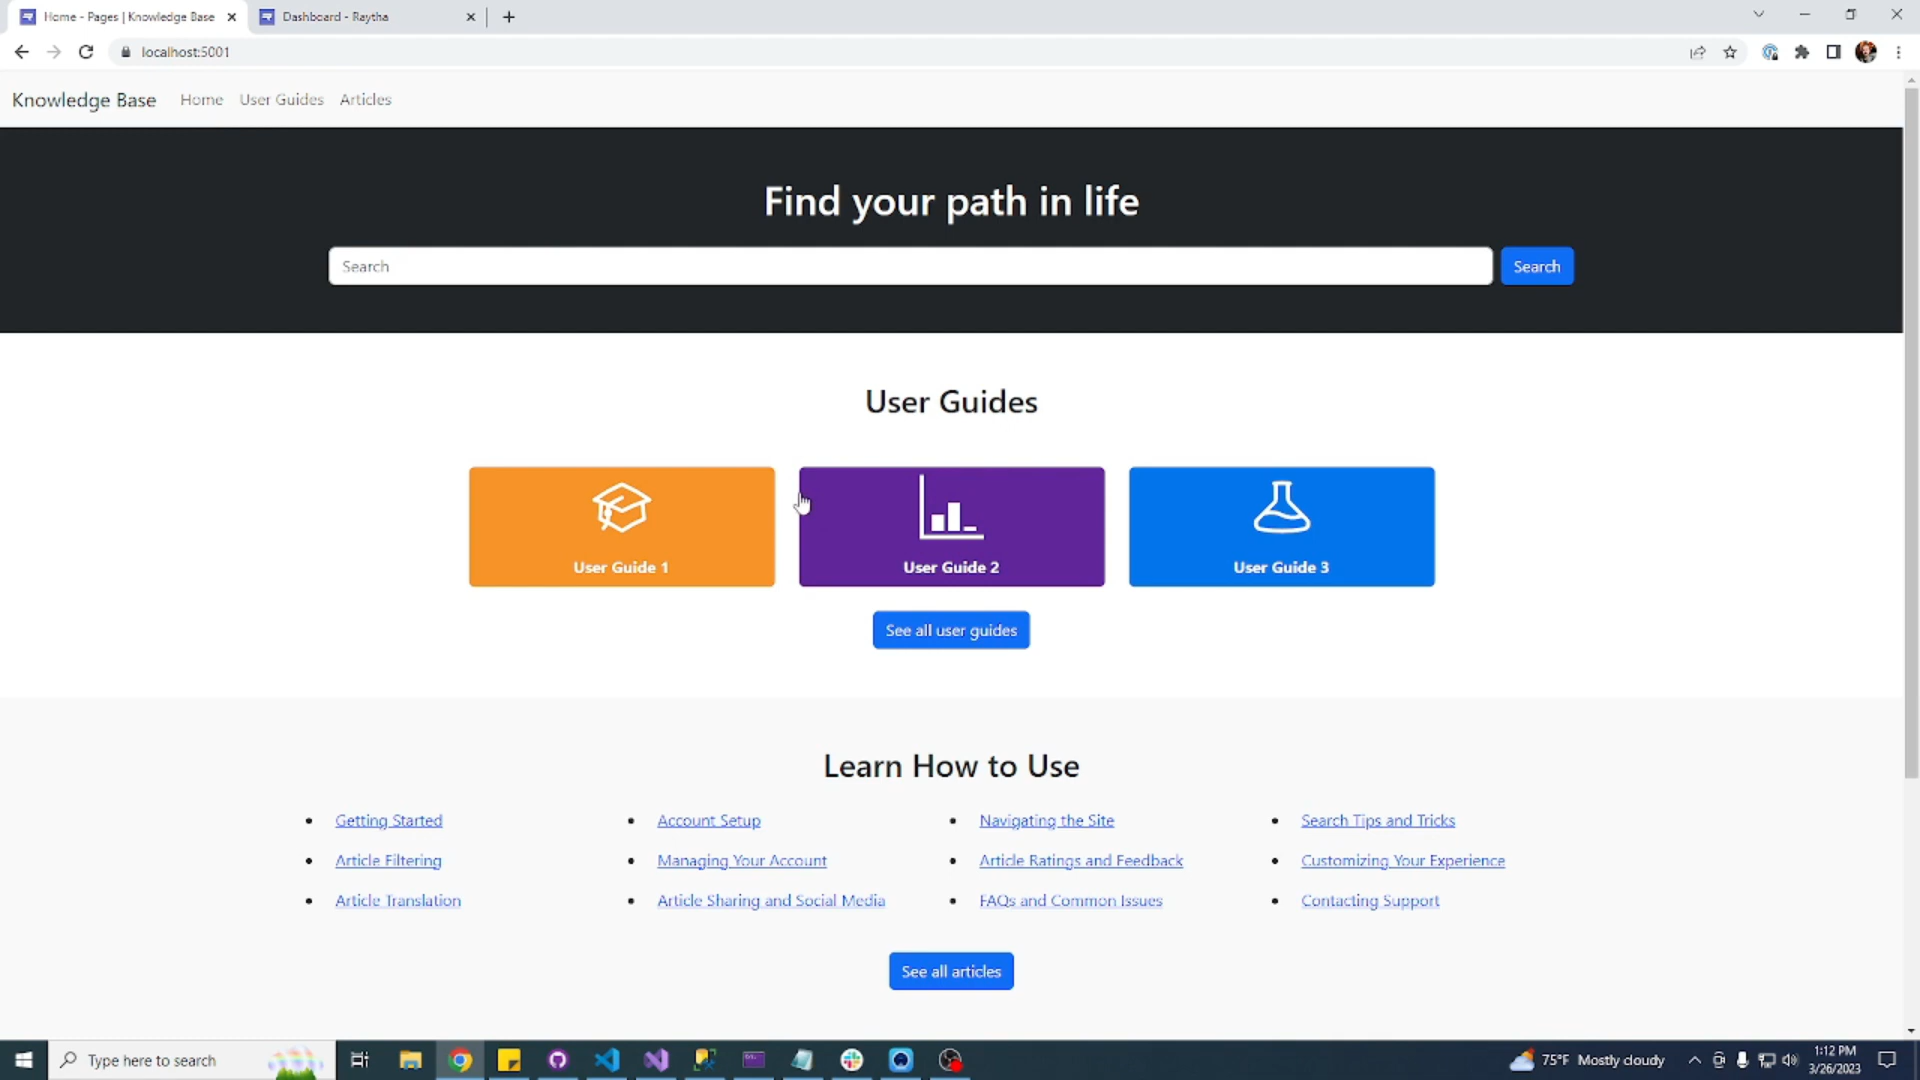 Home - Pages | Knowledge Base
Dashboard - Raytha
localhost:5001
Knowledge Base Home User Guides Articles
Find your path in life
Search Search
User Guides
User Guide 1 User Guide 2 User Guide 3
See all user guides
Learn How to Use
Getting Started Account Setup Navigating the Site Search Tips and Tricks
Article Filtering Managing Your Account Article Ratings and Feedback Customizing Your Experience
Article Translation Article Sharing and Social Media FAQs and Common Issues Contacting Support
See all articles
Type here to search
75°F Mostly cloudy
1:12 PM
3/26/2023